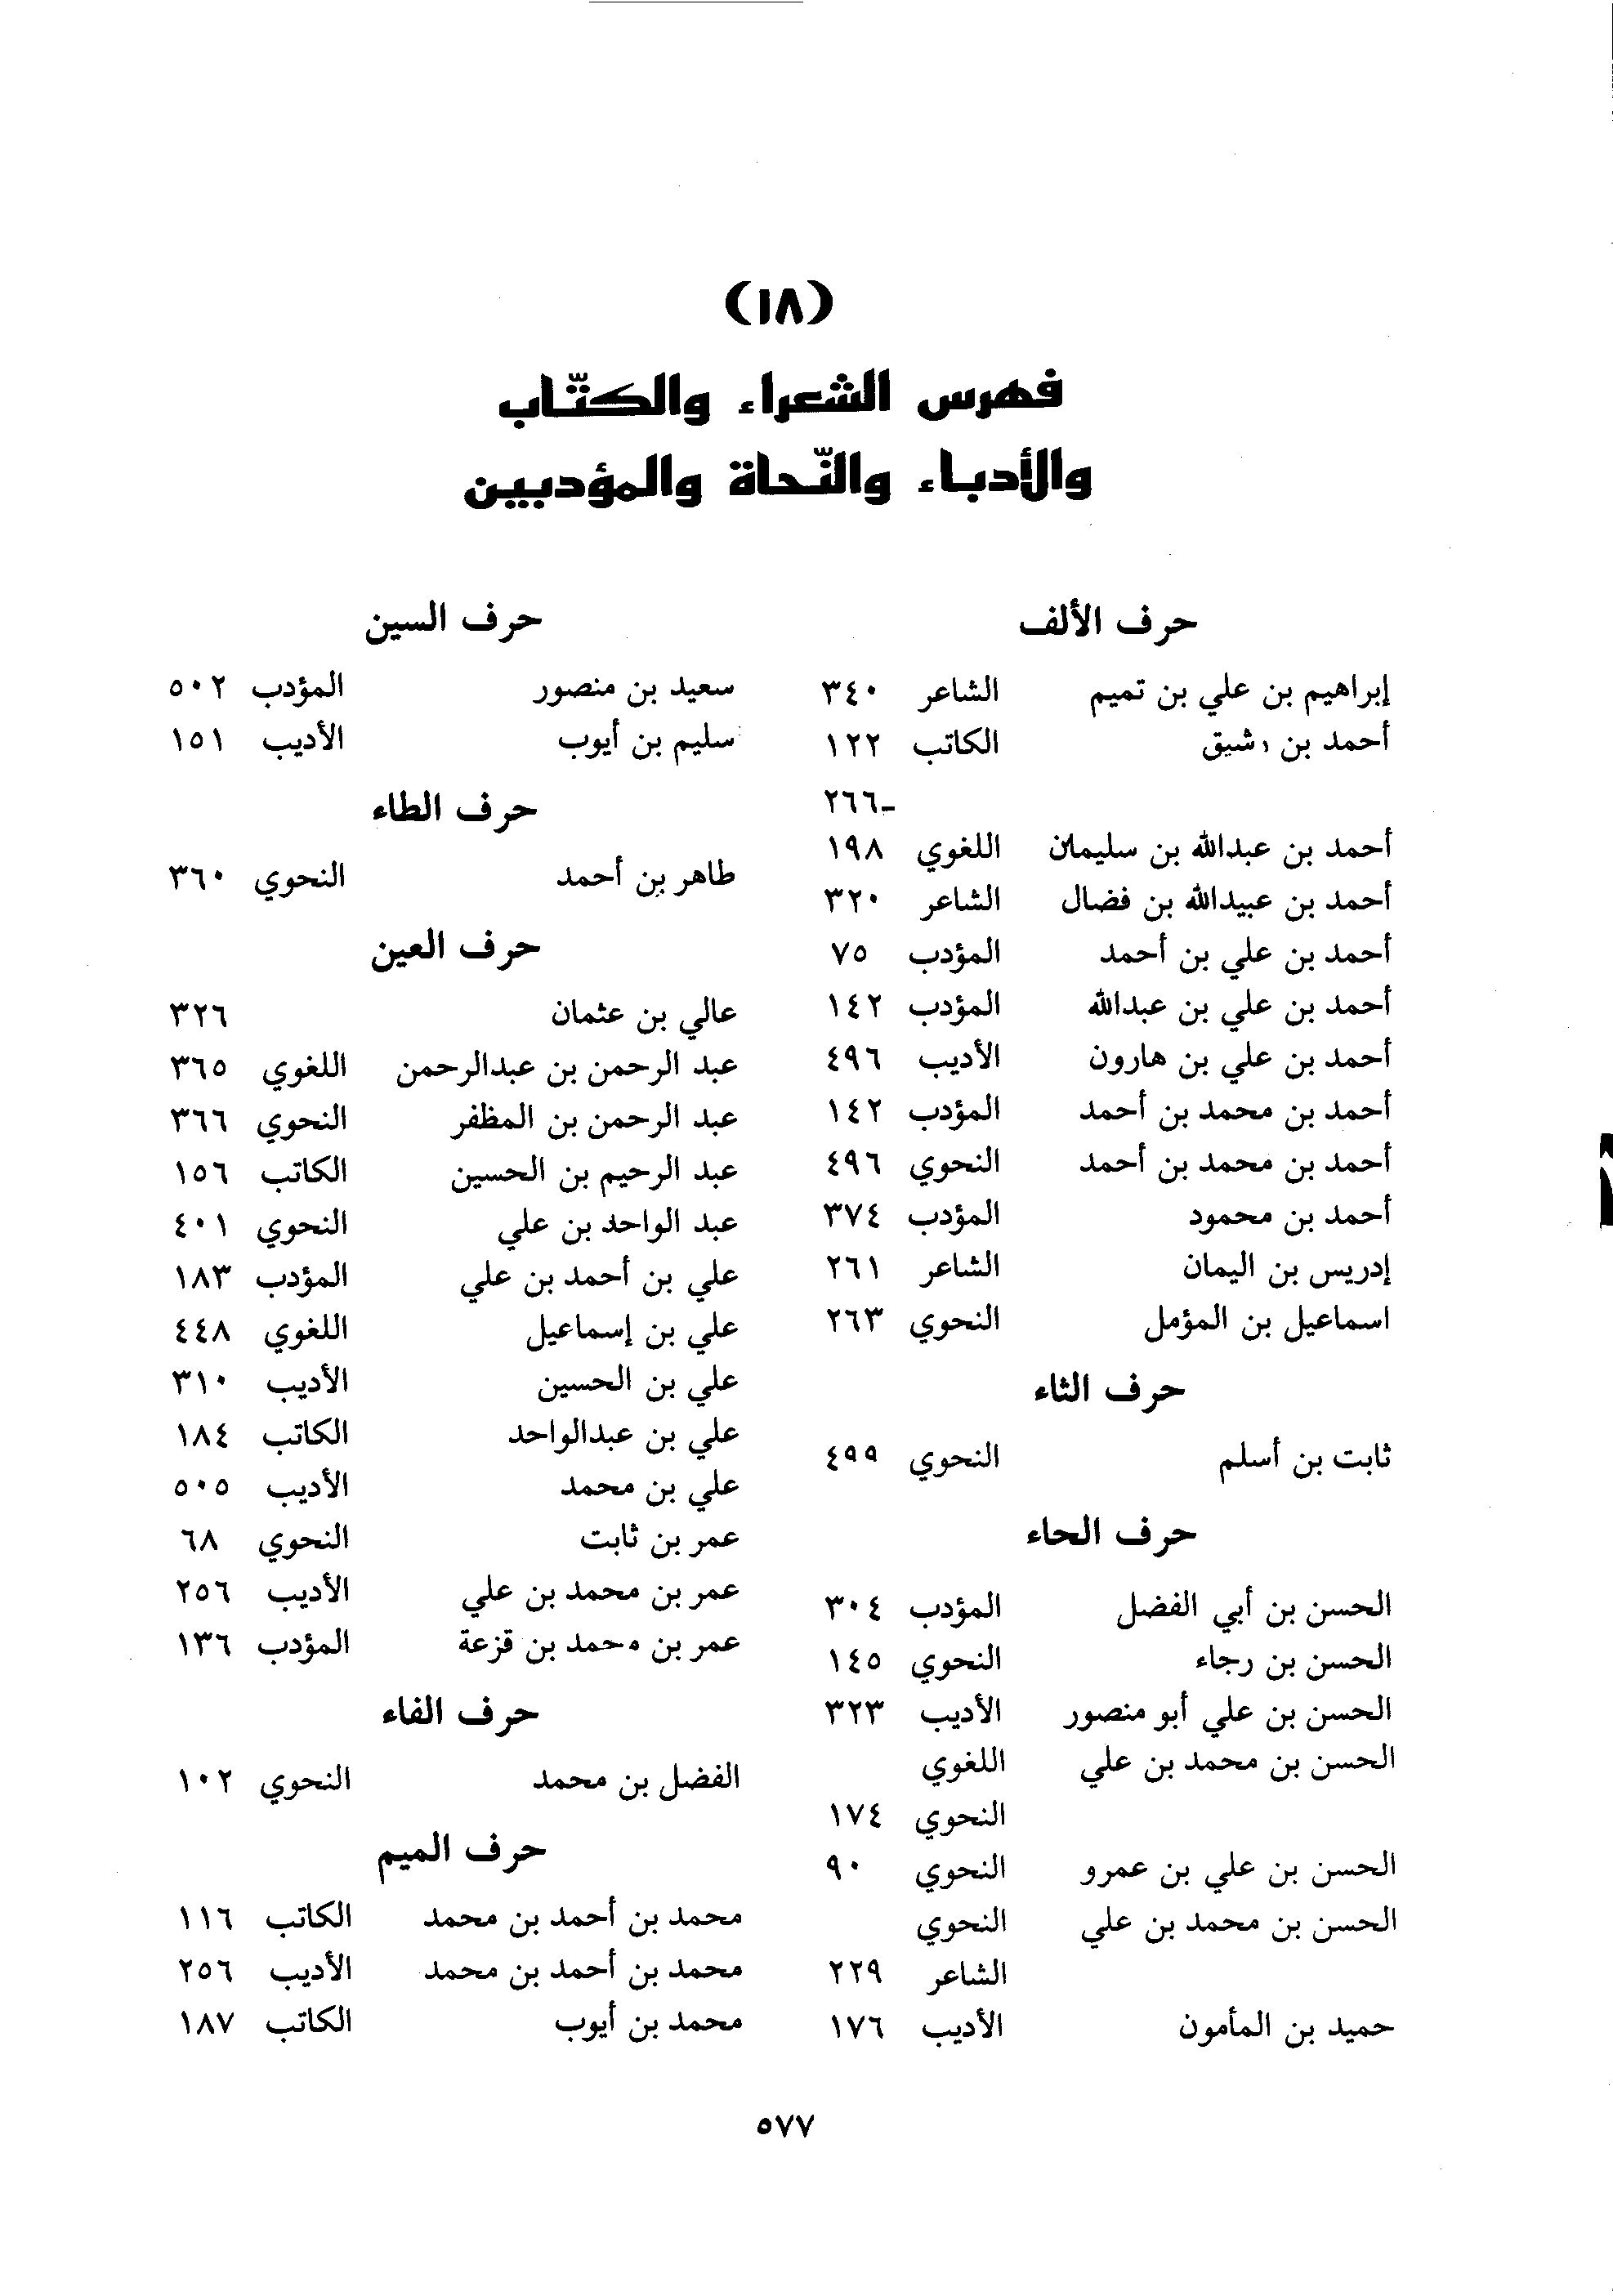 (١٨)
فهرس الشعراء والكتّاب
والأدباء والنّحاة والمؤدبين
حرف الألف
إبراهيم بن علي بن تميم الشاعر ٣٤٠
أحمد بن رشيق الكاتب ١٢٢
-٢٦٦
أحمد بن عبدالله بن سليمان اللغوي ١٩٨
أحمد بن عبيدالله بن فضال الشاعر ٣٢٠
أحمد بن علي بن أحمد المؤدب ٧٥
أحمد بن علي بن عبدالله المؤدب ١٤٢
أحمد بن علي بن هارون الأديب ٤٩٦
أحمد بن محمد بن أحمد المؤدب ١٤٢
أحمد بن محمد بن أحمد النحوي ٤٩٦
أحمد بن محمود المؤدب ٣٧٤
إدريس بن اليمان الشاعر ٢٦١
اسماعيل بن المؤمل النحوي ٢٦٣
حرف الثاء
ثابت بن أسلم النحوي ٤٩٩
حرف الحاء
الحسن بن أبي الفضل المؤدب ٣٠٤
الحسن بن رجاء النحوي ١٤٥
الحسن بن علي أبو منصور الأديب ٣٢٣
الحسن بن محمد بن علي اللغوي
النحوي ١٧٤
الحسن بن علي بن عمرو النحوي ٩٠
الحسن بن محمد بن علي النحوي
الشاعر ٢٢٩
حميد بن المأمون الأديب ١٧٦
حرف السين
سعيد بن منصور المؤدب ٥٠٢
سليم بن أيوب الأديب ١٥١
حرف الطاء
طاهر بن أحمد النحوي ٣٦٠
حرف العين
عالي بن عثمان ٣٢٦
عبد الرحمن بن عبدالرحمن اللغوي ٣٦٥
عبد الرحمن بن المظفر النحوي ٣٦٦
عبد الرحيم بن الحسين الكاتب ١٥٦
عبد الواحد بن علي النحوي ٤٠١
علي بن أحمد بن علي المؤدب ١٨٣
علي بن إسماعيل اللغوي ٤٤٨
علي بن الحسين الأديب ٣١٠
علي بن عبدالواحد الكاتب ١٨٤
علي بن محمد الأديب ٥٠٥
عمر بن ثابت النحوي ٦٨
عمر بن محمد بن علي الأديب ٢٥٦
عمر بن محمد بن قزعة المؤدب ١٣٦
حرف الفاء
الفضل بن محمد النحوي ١٠٢
حرف الميم
محمد بن أحمد بن محمد الكاتب ١١٦
محمد بن أحمد بن محمد الأديب ٢٥٦
محمد بن أيوب الكاتب ١٨٧
٥٧٧